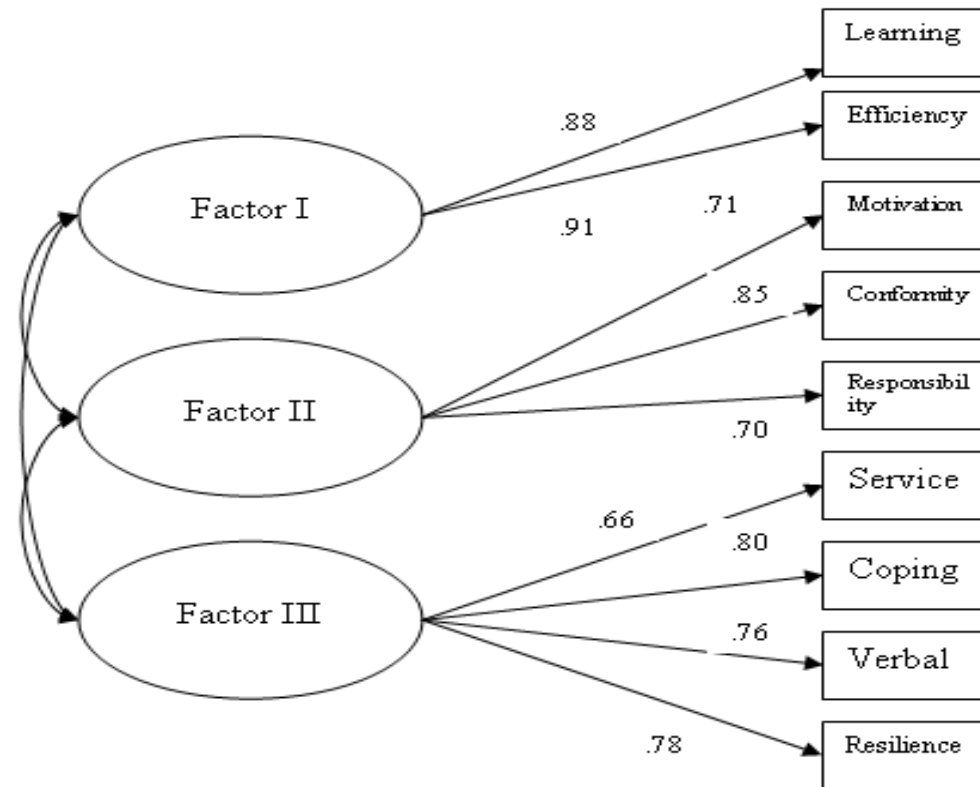 Learning
.88
Efficiency
Factor I
.71
Motivation
.91
.85
Conformity
Factor II
Responsibil
ity
.70
Service
.66
.80
Coping
Factor III
.76
Verbal
.78
Resilience